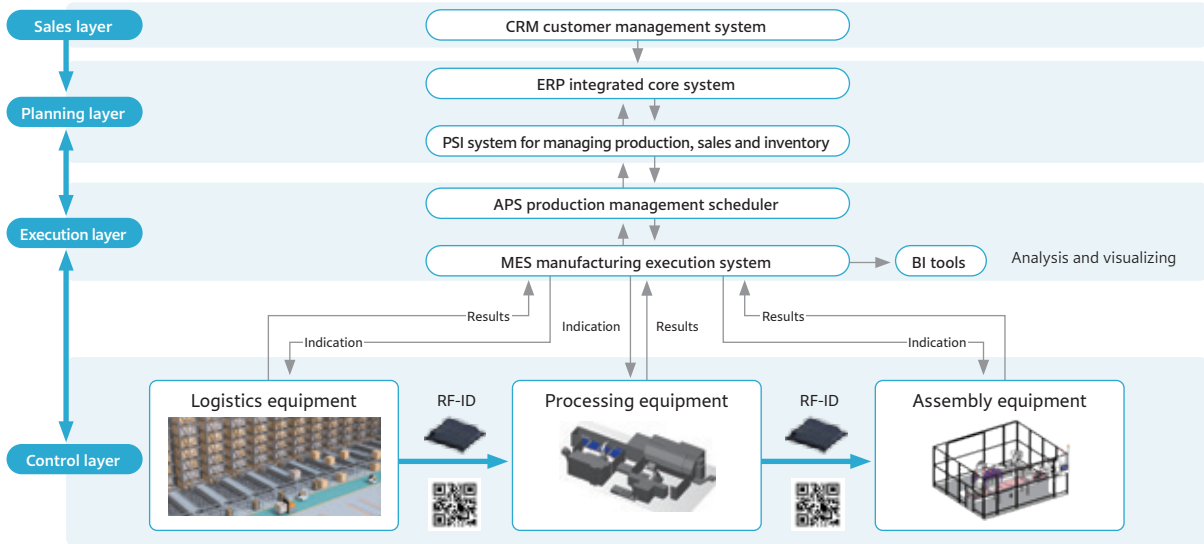 Sales layer
CRM customer management system
ERP integrated core system
Planning layer
PSI system for managing production, sales and inventory
APS production management scheduler
Execution layer
MES manufacturing execution system
BI tools
Analysis and visualizing
Results
Indication
Indication
Results
Results
Indication
Logistics equipment
RF-ID
Processing equipment
RF-ID
Assembly equipment
Control layer